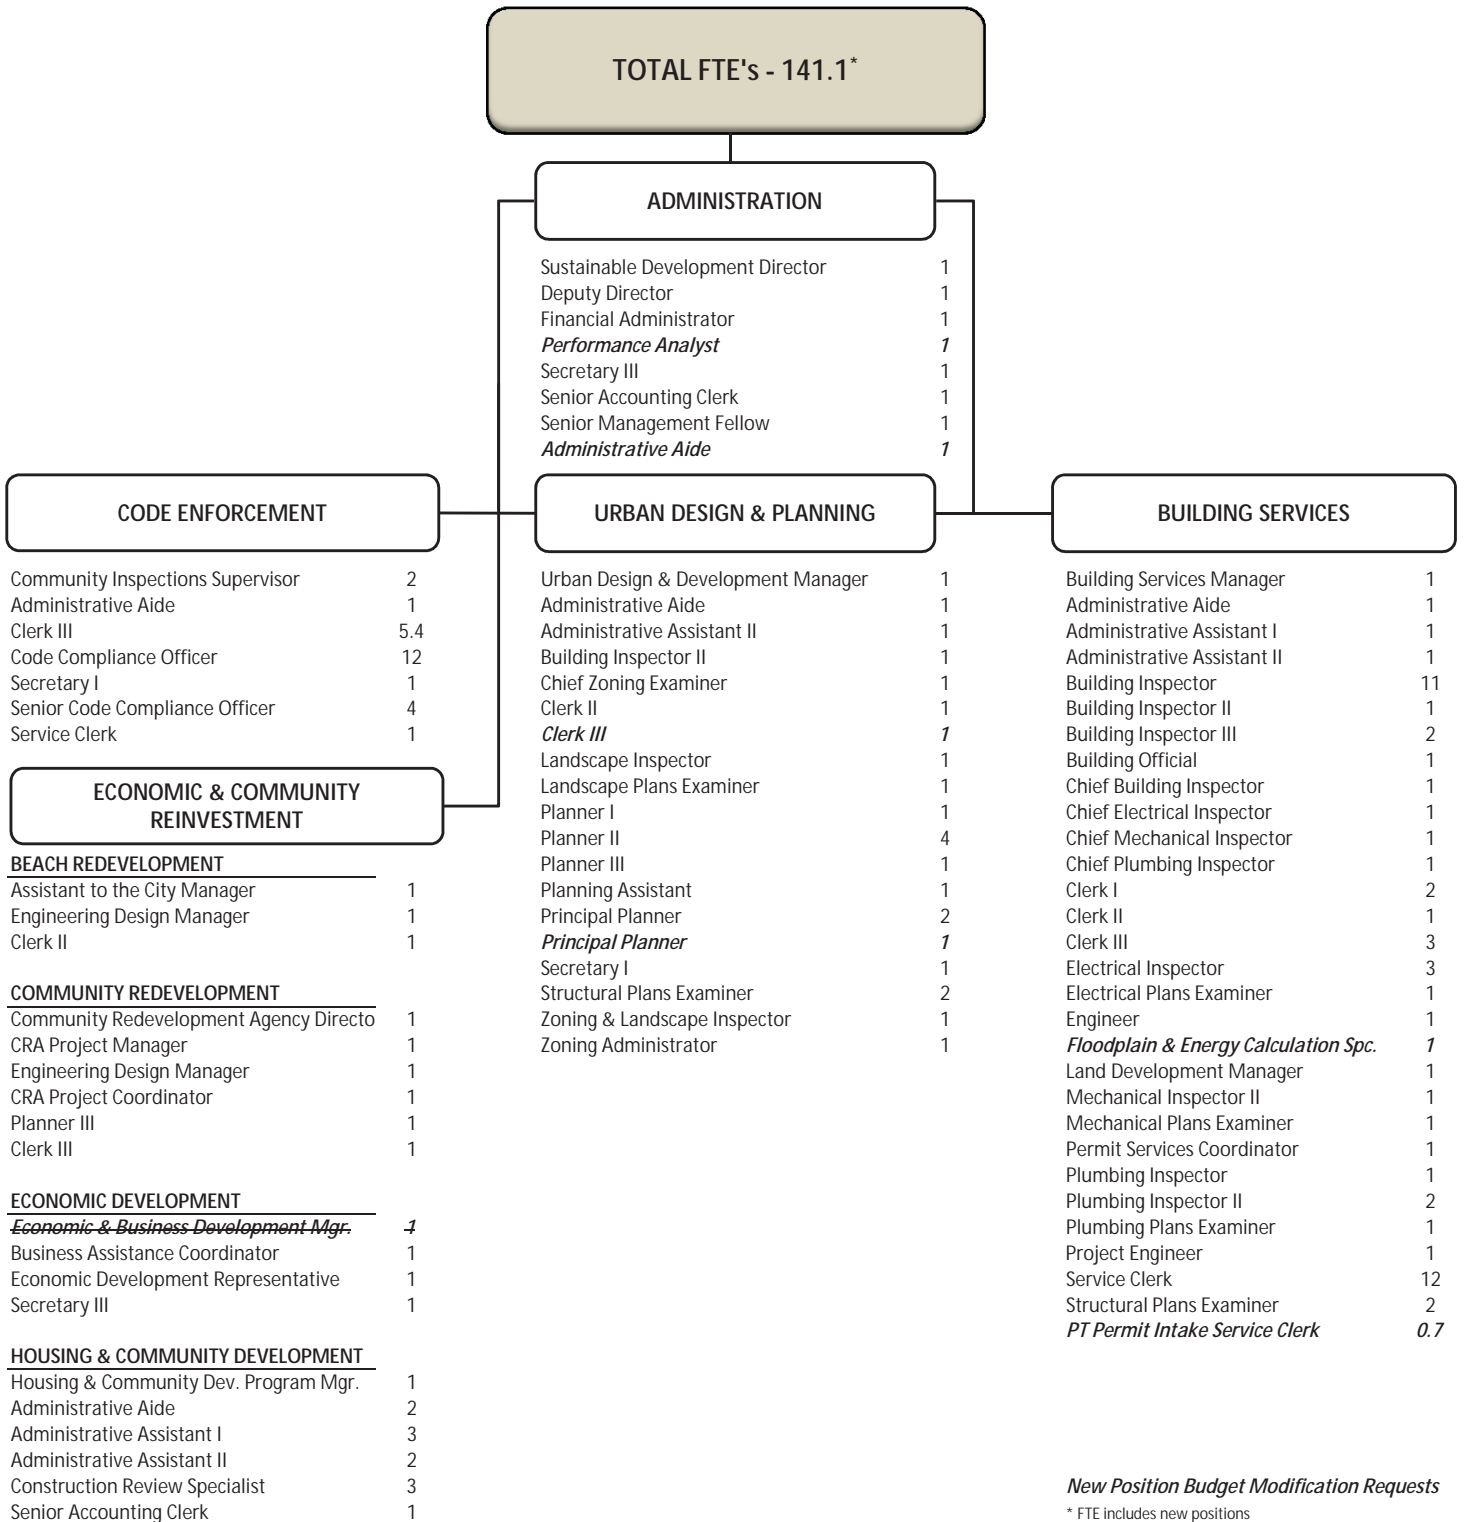 TOTAL FTE's - 141.1*
ADMINISTRATION
Sustainable Development Director 1
Deputy Director 1
Financial Administrator 1
Performance Analyst 1
Secretary III 1
Senior Accounting Clerk 1
Senior Management Fellow 1
Administrative Aide 1
CODE ENFORCEMENT
Community Inspections Supervisor 2
Administrative Aide 1
Clerk III 5.4
Code Compliance Officer 12
Secretary I 1
Senior Code Compliance Officer 4
Service Clerk 1
ECONOMIC & COMMUNITY
REINVESTMENT
BEACH REDEVELOPMENT
Assistant to the City Manager 1
Engineering Design Manager 1
Clerk II 1
COMMUNITY REDEVELOPMENT
Community Redevelopment Agency Directo 1
CRA Project Manager 1
Engineering Design Manager 1
CRA Project Coordinator 1
Planner III 1
Clerk III 1
ECONOMIC DEVELOPMENT
Economic & Business Development Mgr. 1
Business Assistance Coordinator 1
Economic Development Representative 1
Secretary III 1
HOUSING & COMMUNITY DEVELOPMENT
Housing & Community Dev. Program Mgr. 1
Administrative Aide 2
Administrative Assistant I 3
Administrative Assistant II 2
Construction Review Specialist 3
Senior Accounting Clerk 1
URBAN DESIGN & PLANNING
Urban Design & Development Manager 1
Administrative Aide 1
Administrative Assistant II 1
Building Inspector II 1
Chief Zoning Examiner 1
Clerk II 1
Clerk III 1
Landscape Inspector 1
Landscape Plans Examiner 1
Planner I 1
Planner II 4
Planner III 1
Planning Assistant 1
Principal Planner 2
Principal Planner 1
Secretary I 1
Structural Plans Examiner 2
Zoning & Landscape Inspector 1
Zoning Administrator 1
BUILDING SERVICES
Building Services Manager 1
Administrative Aide 1
Administrative Assistant I 1
Administrative Assistant II 1
Building Inspector 11
Building Inspector II 1
Building Inspector III 2
Building Official 1
Chief Building Inspector 1
Chief Electrical Inspector 1
Chief Mechanical Inspector 1
Chief Plumbing Inspector 1
Clerk I 2
Clerk II 1
Clerk III 3
Electrical Inspector 3
Electrical Plans Examiner 1
Engineer 1
Floodplain & Energy Calculation Spc. 1
Land Development Manager 1
Mechanical Inspector II 1
Mechanical Plans Examiner 1
Permit Services Coordinator 1
Plumbing Inspector 1
Plumbing Inspector II 2
Plumbing Plans Examiner 1
Project Engineer 1
Service Clerk 12
Structural Plans Examiner 2
PT Permit Intake Service Clerk 0.7
New Position Budget Modification Requests
* FTE includes new positions